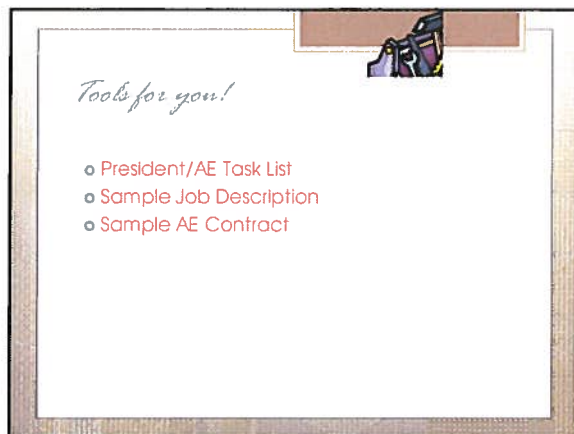 Tools for you!
President/AE Task List
Sample Job Description
Sample AE Contract